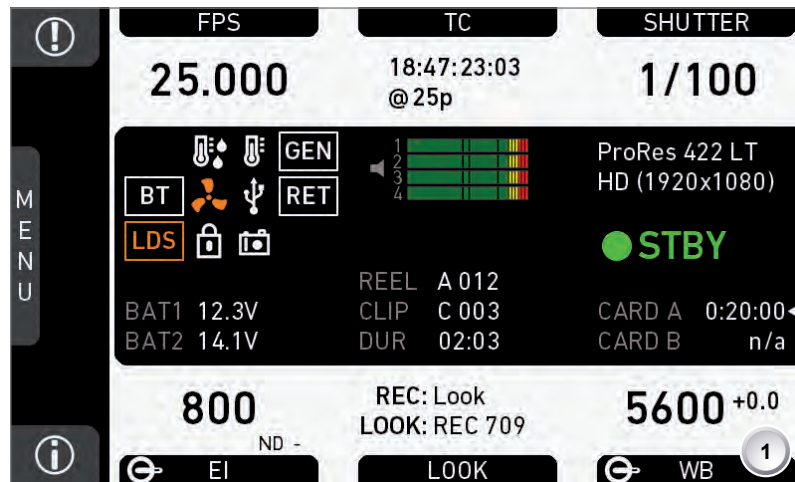 FPS TC SHUTTER
25.000 18:47:23:03 1/100
@ 25p
MENU
GEN
BT RET
LDS
1
2
3
4
ProRes 422 LT
HD (1920x1080)
STBY
BAT1 12.3V
BAT2 14.1V
REEL A 012
CLIP C 003
DUR 02:03
CARD A 0:20:00
CARD B n/a
800
ND -
REC: Look
LOOK: REC 709
5600 +0.0
EI LOOK WB
1